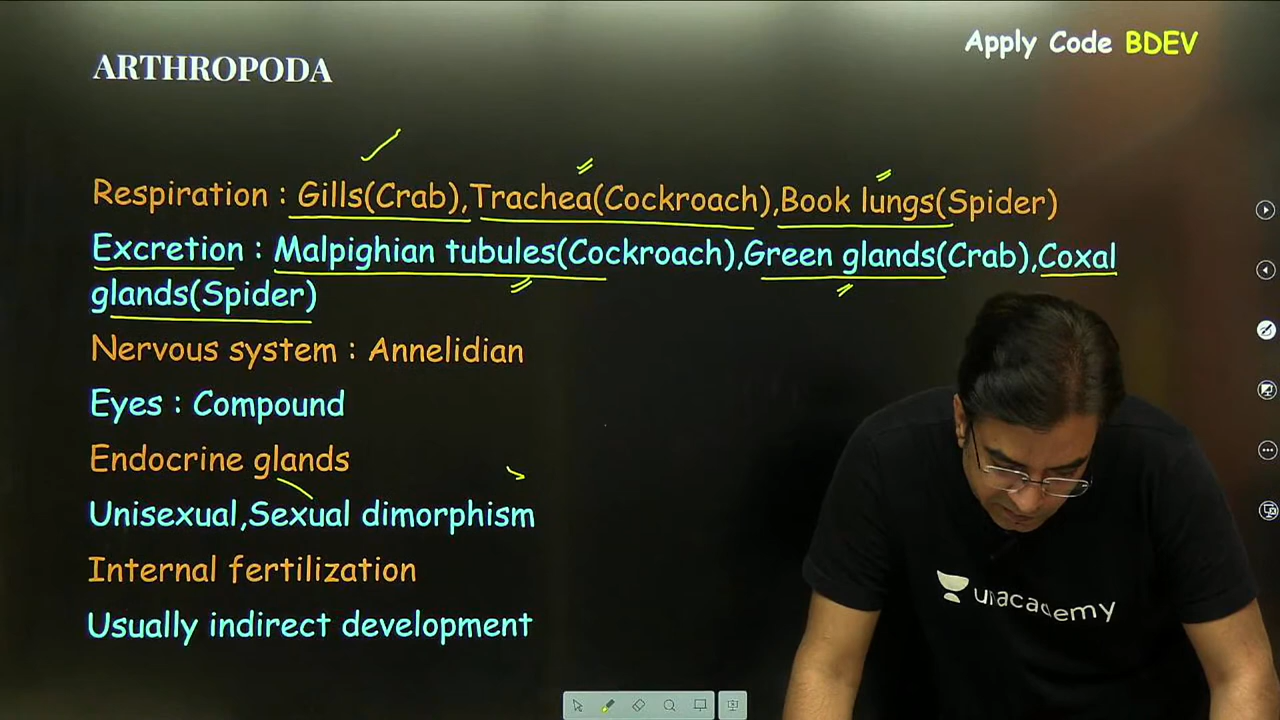 Apply Code BDEV
ARTHROPODA
Respiration : Gills(Crab),Trachea(Cockroach),Book lungs(Spider)
Excretion : Malpighian tubules(Cockroach),Green glands(Crab),Coxal
glands(Spider)
Nervous system : Annelidian
Eyes : Compound
Endocrine glands
Unisexual,Sexual dimorphism
Internal fertilization
Usually indirect development
unacademy